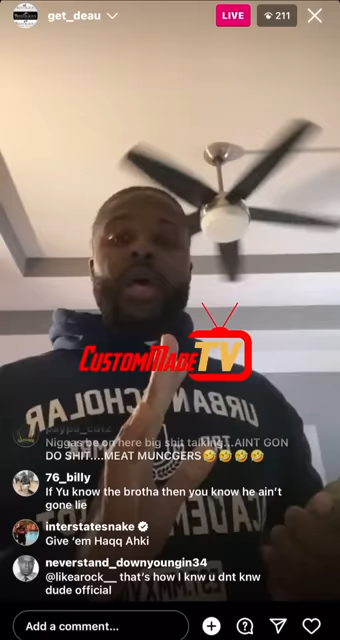 get_deau
LIVE
211
CUSTOMMADE TV
URBAN SCHOLAR
Niggas be on here big shit talking...AINT GON
DO SHIT...MEAT MUNCGERS🤣🤣🤣🤣
76_billy
If Yu know the brotha then you know he ain't
gone lie
interstatesnake
Give 'em Haqq Ahki
neverstand_downyoungin34
@likearock__ that's how I knw u dnt knw
dude official
Add a comment...